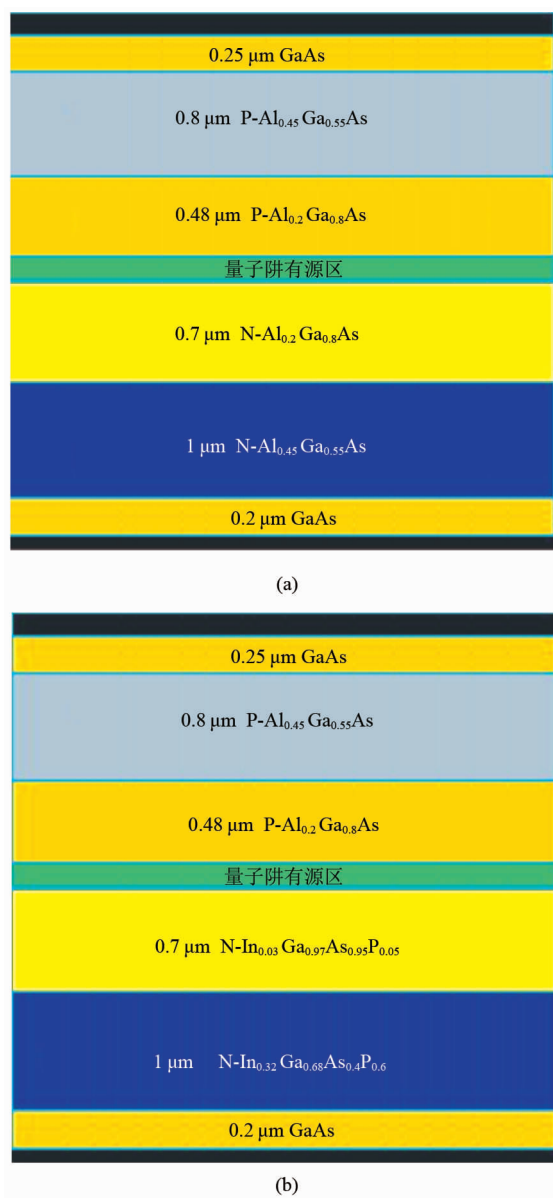 0.25 μm GaAs
0.8 μm P-Al₀.₄₅Ga₀.₅₅As
0.48 μm P-Al₀.₂Ga₀.₈As
量子阱有源区
0.7 μm N-Al₀.₂Ga₀.₈As
1 μm N-Al₀.₄₅Ga₀.₅₅As
0.2 μm GaAs
(a)
0.25 μm GaAs
0.8 μm P-Al₀.₄₅Ga₀.₅₅As
0.48 μm P-Al₀.₂Ga₀.₈As
量子阱有源区
0.7 μm N-In₀.₀₃Ga₀.₉₇As₀.₉₅P₀.₀₅
1 μm N-In₀.₃₂Ga₀.₆₈As₀.₄P₀.₆
0.2 μm GaAs
(b)